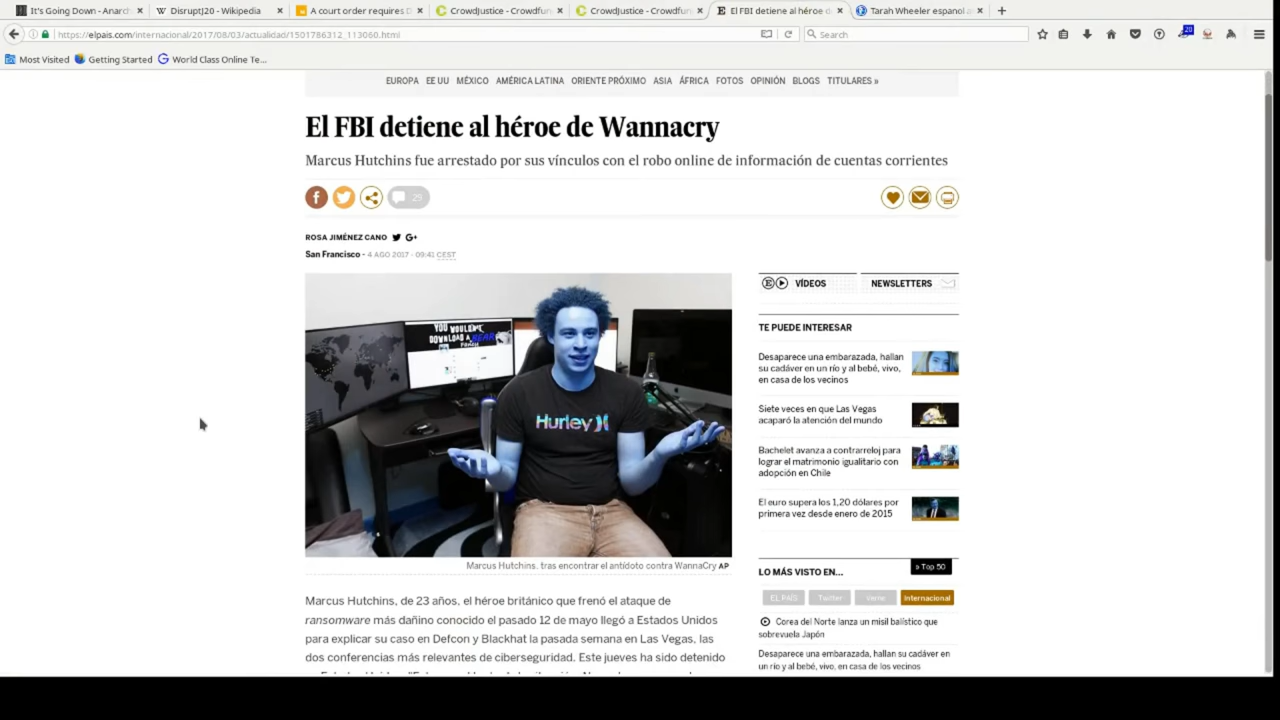 It's Going Down - Anarch
DisruptJ20 - Wikipedia
A court order requires D
CrowdJustice - Crowdfun
CrowdJustice - Crowdfun
El FBI detiene al héroe d
Tarah Wheeler espanol a
https://elpais.com/internacional/2017/08/03/actualidad/1501786312_113060.html
Search
20
Most Visited Getting Started World Class Online Te...
EUROPA EE UU MÉXICO AMÉRICA LATINA ORIENTE PRÓXIMO ASIA ÁFRICA FOTOS OPINIÓN BLOGS TITULARES »
El FBI detiene al héroe de Wannacry
Marcus Hutchins fue arrestado por sus vínculos con el robo online de información de cuentas corrientes
25
ROSA JIMÉNEZ CANO
San Francisco - 4 AGO 2017 - 09:41 CEST
YOU WOULDN'T
DOWNLOAD A BEAR
Hurley
Marcus Hutchins, tras encontrar el antídoto contra WannaCry AP
Marcus Hutchins, de 23 años, el héroe británico que frenó el ataque de
ransomware más dañino conocido el pasado 12 de mayo llegó a Estados Unidos
para explicar su caso en Defcon y Blackhat la pasada semana en Las Vegas, las
dos conferencias más relevantes de ciberseguridad. Este jueves ha sido detenido
VÍDEOS
NEWSLETTERS
TE PUEDE INTERESAR
Desaparece una embarazada, hallan
su cadáver en un río y al bebé, vivo,
en casa de los vecinos
Siete veces en que Las Vegas
acaparó la atención del mundo
Bachelet avanza a contrarreloj para
lograr el matrimonio igualitario con
adopción en Chile
El euro supera los 1,20 dólares por
primera vez desde enero de 2015
LO MÁS VISTO EN...
» Top 50
EL PAÍS Twitter Verne Internacional
Corea del Norte lanza un misil balístico que
sobrevuela Japón
Desaparece una embarazada, hallan su cadáver en
un río y al bebé, vivo, en casa de los vecinos